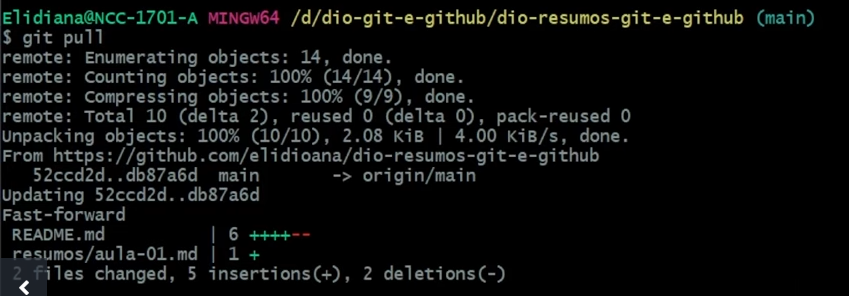 Elidiana@NCC-1701-A MINGW64 /d/dio-git-e-github/dio-resumos-git-e-github (main)
$ git pull
remote: Enumerating objects: 14, done.
remote: Counting objects: 100% (14/14), done.
remote: Compressing objects: 100% (9/9), done.
remote: Total 10 (delta 2), reused 0 (delta 0), pack-reused 0
Unpacking objects: 100% (10/10), 2.08 KiB | 4.00 KiB/s, done.
From https://github.com/elidioana/dio-resumos-git-e-github
   52ccd2d..db87a6d  main       -> origin/main
Updating 52ccd2d..db87a6d
Fast-forward
 README.md          | 6 ++++--
 resumos/aula-01.md | 1 +
 2 files changed, 5 insertions(+), 2 deletions(-)